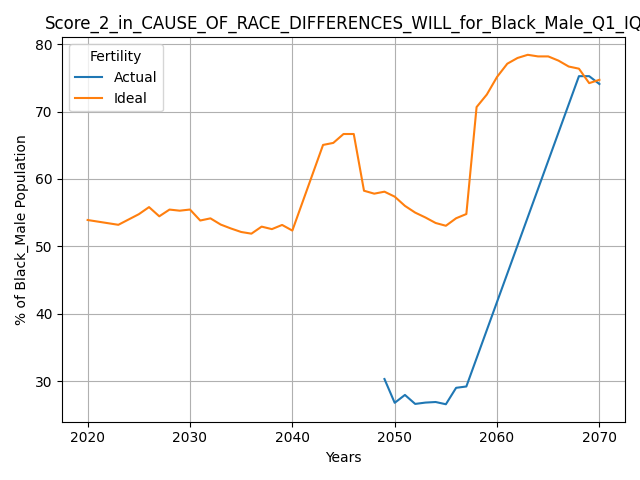 Score_2_in_CAUSE_OF_RACE_DIFFERENCES_WILL_for_Black_Male_Q1_IQ
Fertility
Actual
Ideal
% of Black_Male Population
80
70
60
50
40
30
2020 2030 2040 2050 2060 2070
Years